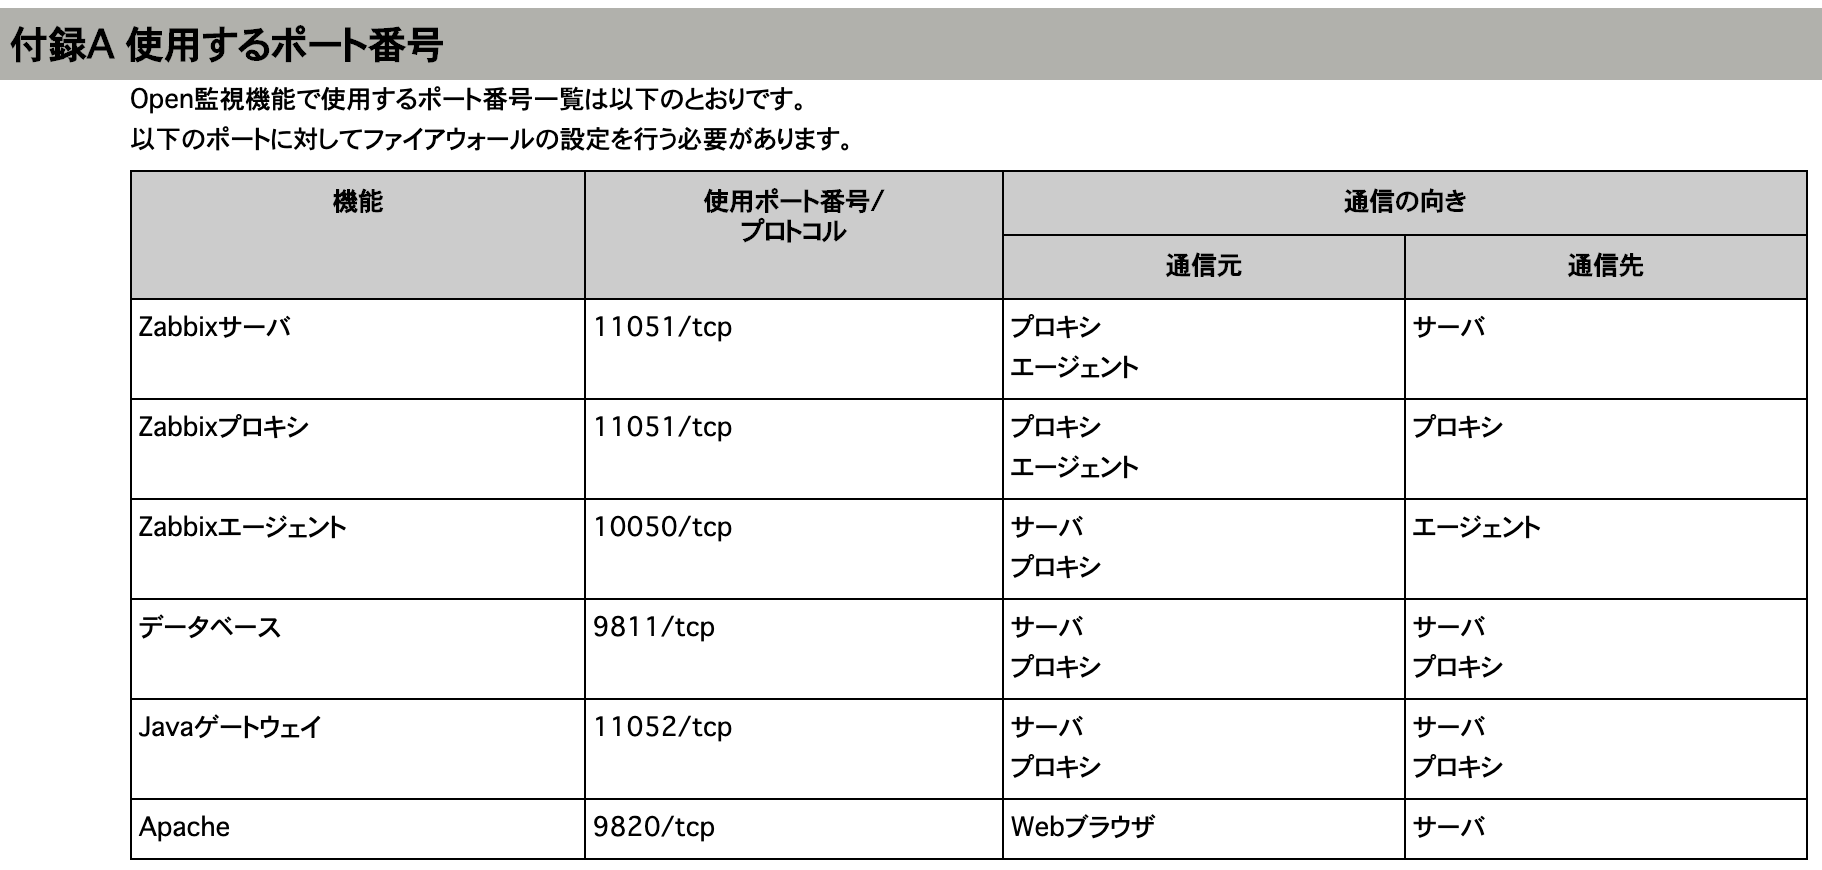 付録A 使用するポート番号
Open監視機能で使用するポート番号一覧は以下のとおりです。
以下のポートに対してファイアウォールの設定を行う必要があります。
機能
使用ポート番号/
プロトコル
通信の向き
通信元
通信先
Zabbixサーバ
11051/tcp
プロキシ
エージェント
サーバ
Zabbixプロキシ
11051/tcp
プロキシ
エージェント
プロキシ
Zabbixエージェント
10050/tcp
サーバ
プロキシ
エージェント
データベース
9811/tcp
サーバ
プロキシ
サーバ
プロキシ
Javaゲートウェイ
11052/tcp
サーバ
プロキシ
サーバ
プロキシ
Apache
9820/tcp
Webブラウザ
サーバ